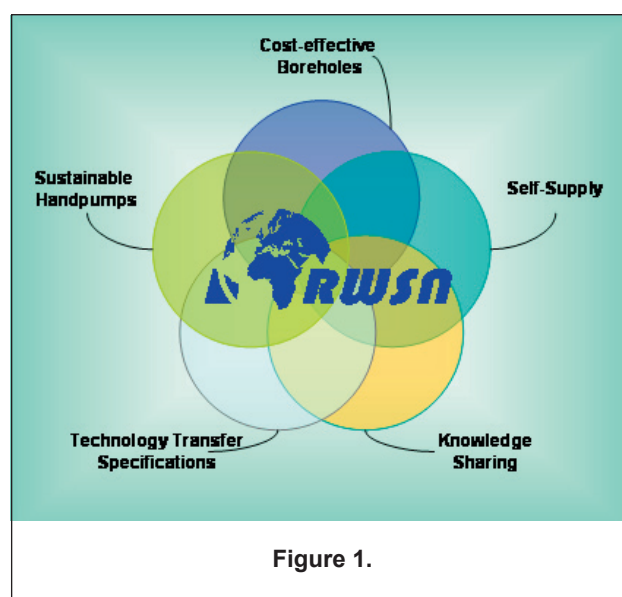 Cost-effective
Boreholes
Sustainable
Handpumps
Self-Supply
RWSN
Technology Transfer
Specifications
Knowledge
Sharing
Figure 1.